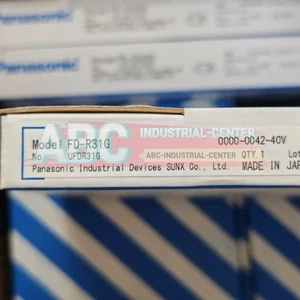 Panasonic
Panasonic
ABC INDUSTRIAL-CENTER
ABC-INDUSTRIAL-CENTER
Model FD-R31G 0000-0042-40V
No UFDR31G QTY.1 Lot
Panasonic Industrial Devices SUNX Co., Ltd. MADE IN JAP